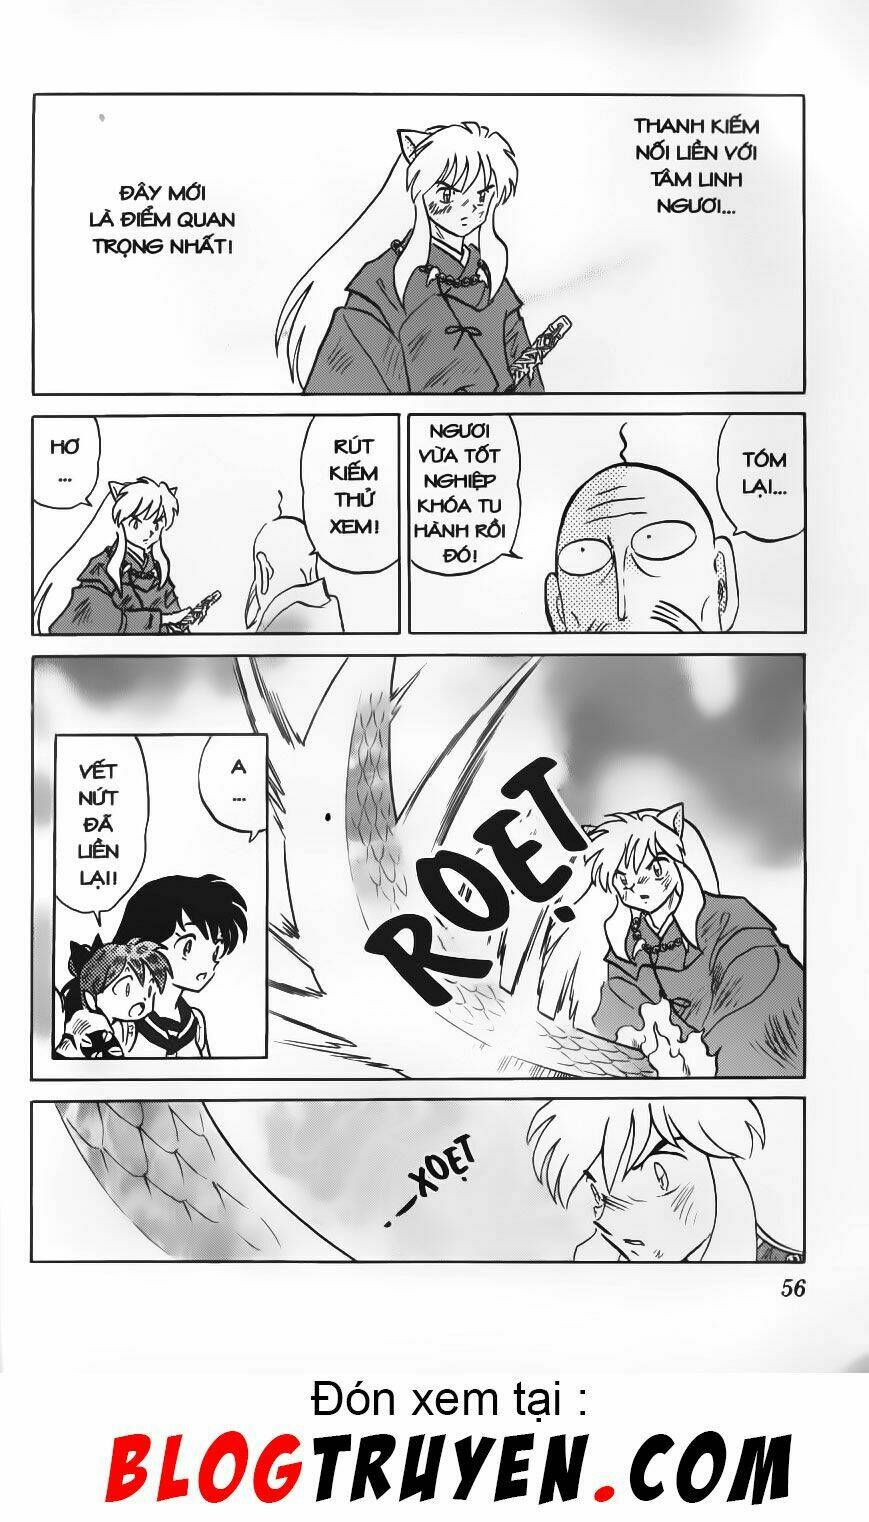 THANH KIẾM
NỐI LIỀN VỚI
TÂM LINH
NGƯƠI...
ĐÂY MỚI
LÀ ĐIỂM QUAN
TRỌNG NHẤT!
TÓM
LẠI...
NGƯƠI
VỪA TỐT
NGHIỆP
KHÓA TU
HÀNH RỒI
ĐÓ!
RÚT
KIẾM
THỬ
XEM!
HƠ
...
ROẸT
A
...
VẾT
NỨT
ĐÃ
LIỀN
LẠI!
XOẸT
56
Đón xem tại :
BLOGTRUYEN.COM